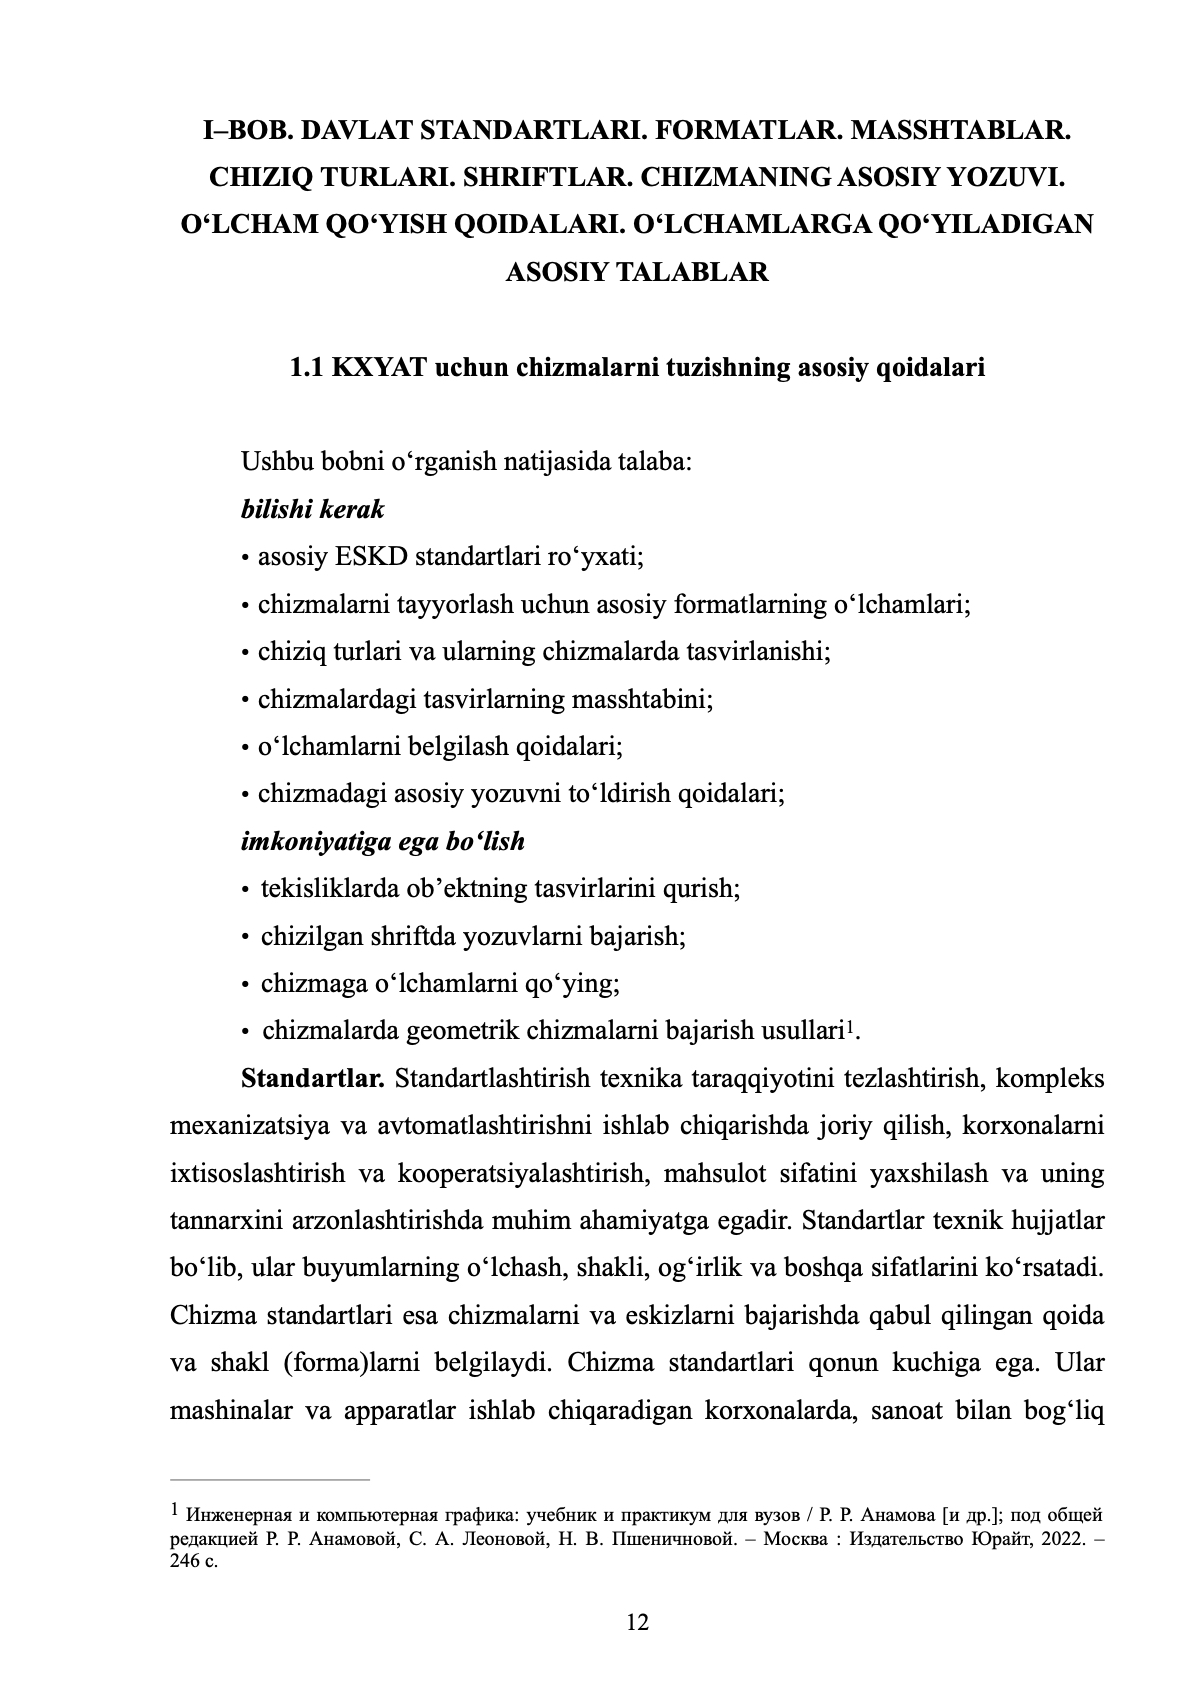 I–BOB. DAVLAT STANDARTLARI. FORMATLAR. MASSHTABLAR.
CHIZIQ TURLARI. SHRIFTLAR. CHIZMANING ASOSIY YOZUVI.
O‘LCHAM QO‘YISH QOIDALARI. O‘LCHAMLARGA QO‘YILADIGAN
ASOSIY TALABLAR
1.1 KXYAT uchun chizmalarni tuzishning asosiy qoidalari
Ushbu bobni o‘rganish natijasida talaba:
bilishi kerak
• asosiy ESKD standartlari ro‘yxati;
• chizmalarni tayyorlash uchun asosiy formatlarning o‘lchamlari;
• chiziq turlari va ularning chizmalarda tasvirlanishi;
• chizmalardagi tasvirlarning masshtabini;
• o‘lchamlarni belgilash qoidalari;
• chizmadagi asosiy yozuvni to‘ldirish qoidalari;
imkoniyatiga ega bo‘lish
• tekisliklarda ob’ektning tasvirlarini qurish;
• chizilgan shriftda yozuvlarni bajarish;
• chizmaga o‘lchamlarni qo‘ying;
• chizmalarda geometrik chizmalarni bajarish usullari¹.
Standartlar. Standartlashtirish texnika taraqqiyotini tezlashtirish, kompleks
mexanizatsiya va avtomatlashtirishni ishlab chiqarishda joriy qilish, korxonalarni
ixtisoslashtirish va kooperatsiyalashtirish, mahsulot sifatini yaxshilash va uning
tannarxini arzonlashtirishda muhim ahamiyatga egadir. Standartlar texnik hujjatlar
bo‘lib, ular buyumlarning o‘lchash, shakli, og‘irlik va boshqa sifatlarini ko‘rsatadi.
Chizma standartlari esa chizmalarni va eskizlarni bajarishda qabul qilingan qoida
va shakl (forma)larni belgilaydi. Chizma standartlari qonun kuchiga ega. Ular
mashinalar va apparatlar ishlab chiqaradigan korxonalarda, sanoat bilan bog‘liq
¹ Инженерная и компьютерная графика: учебник и практикум для вузов / Р. Р. Анамова [и др.]; под общей
редакцией Р. Р. Анамовой, С. А. Леоновой, Н. В. Пшеничновой. – Москва : Издательство Юрайт, 2022. –
246 с.
12